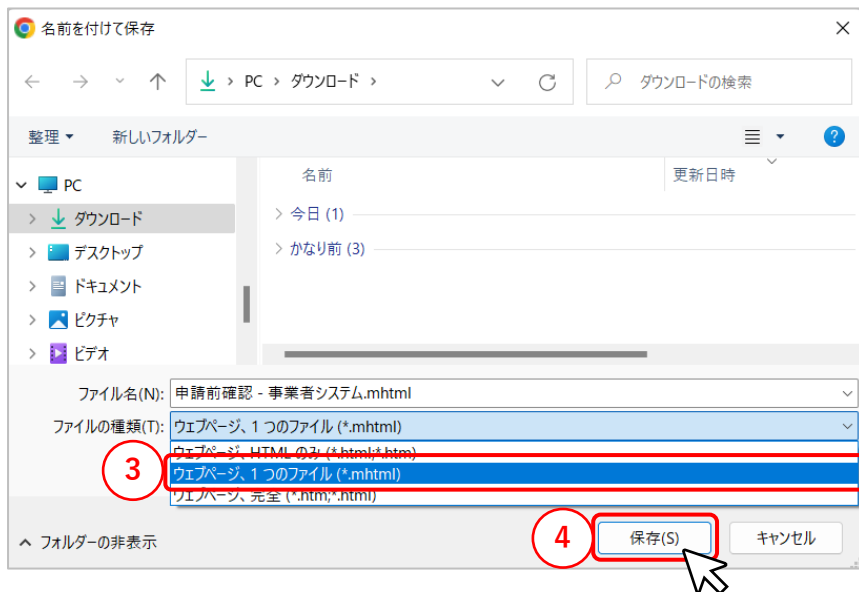 名前を付けて保存
PC › ダウンロード ›
ダウンロードの検索
整理 新しいフォルダー
名前 更新日時
PC
ダウンロード
デスクトップ
ドキュメント
ピクチャ
ビデオ
今日 (1)
かなり前 (3)
ファイル名(N): 申請前確認 - 事業者システム.mhtml
ファイルの種類(T): ウェブページ、1 つのファイル (*.mhtml)
ウェブページ、HTML のみ (*.html;*.htm)
3 ウェブページ、1 つのファイル (*.mhtml)
ウェブページ、完全 (*.htm;*.html)
フォルダーの非表示
4 保存(S) キャンセル